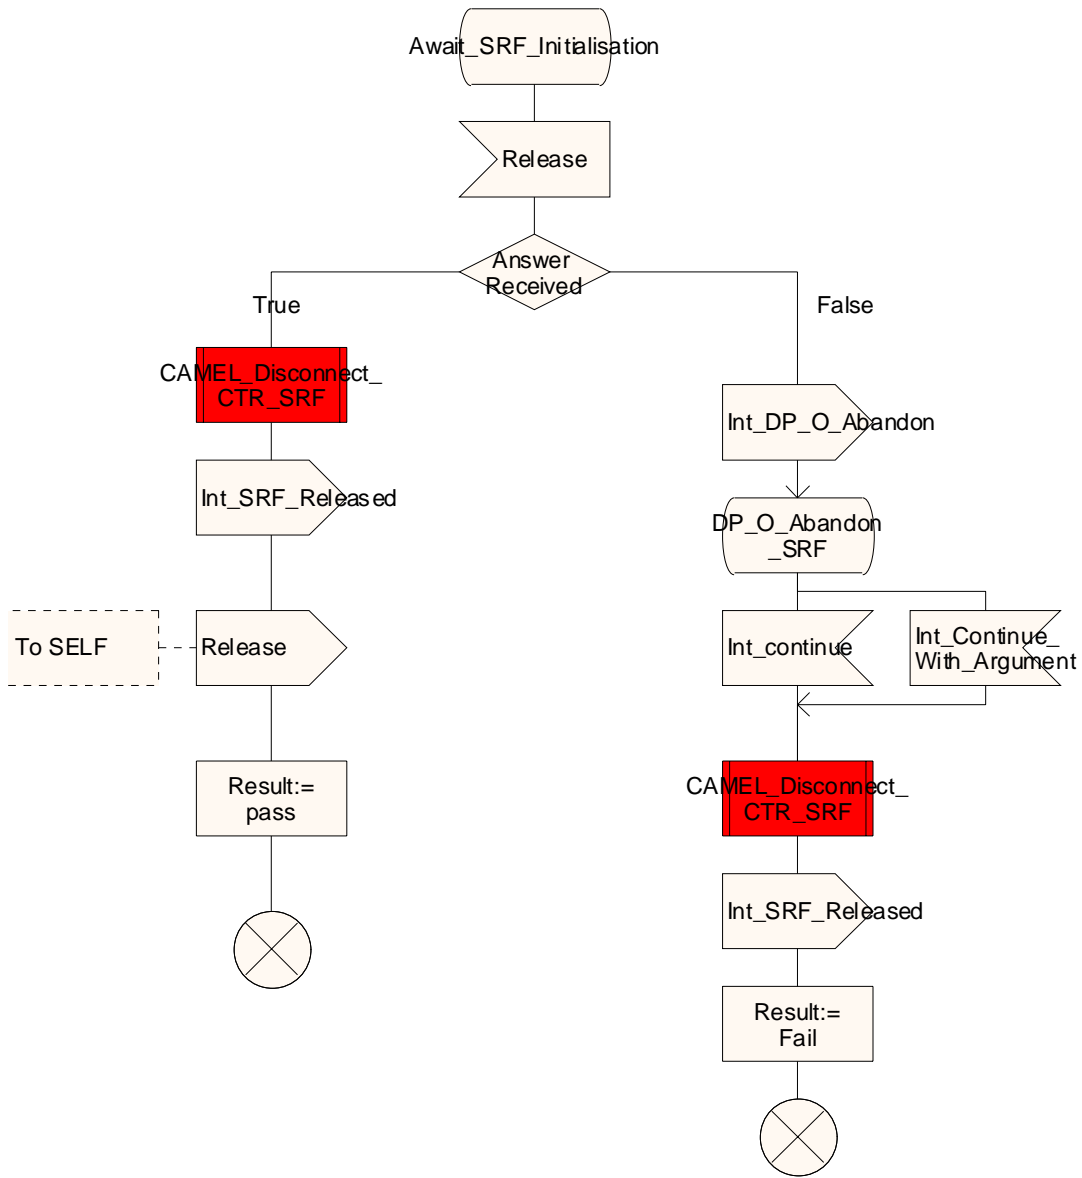 Await_SRF_Initialisation
Release
Answer
Received
True
False
CAMEL_Disconnect_
CTR_SRF
Int_DP_O_Abandon
Int_SRF_Released
DP_O_Abandon
_SRF
To SELF
Release
Int_continue
Int_Continue_
With_Argument
Result:=
pass
CAMEL_Disconnect_
CTR_SRF
Int_SRF_Released
Result:=
Fail